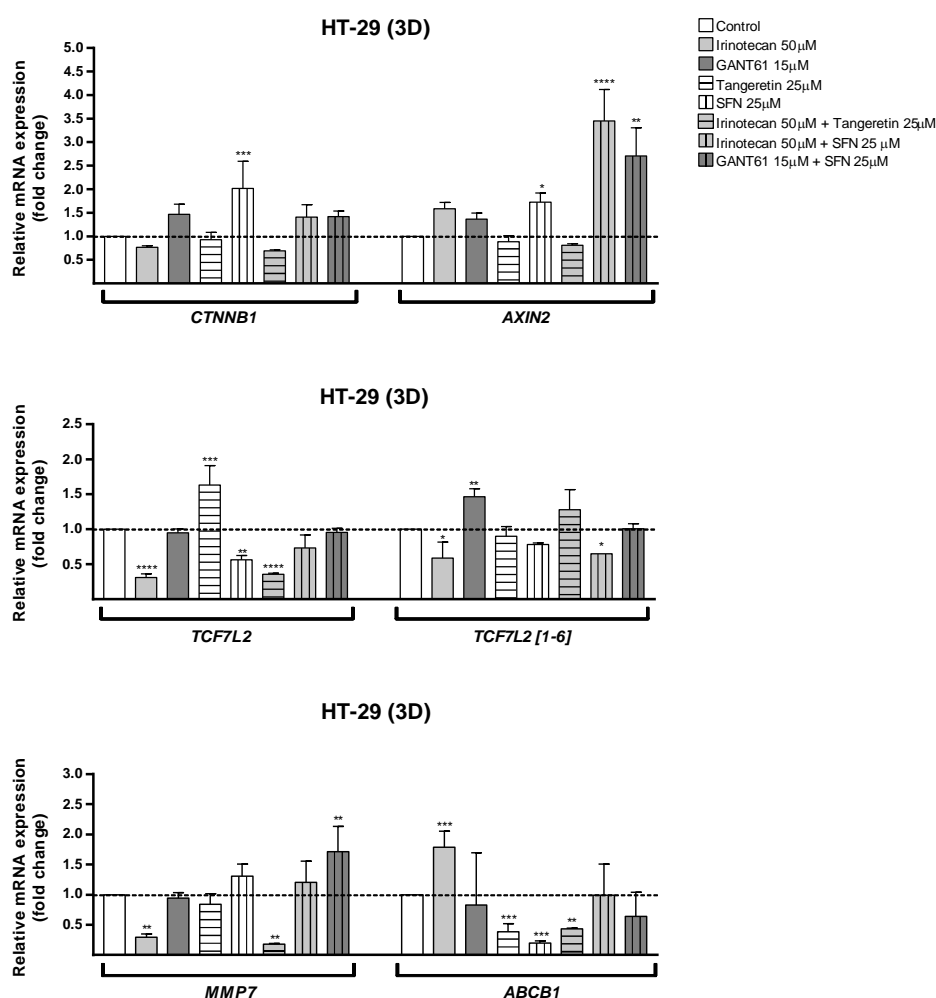 HT-29 (3D)
Relative mRNA expression
(fold change)
5.0
4.5
4.0
3.5
3.0
2.5
2.0
1.5
1.0
0.5
***
*
****
**
CTNNB1
AXIN2
Control
Irinotecan 50µM
GANT61 15µM
Tangeretin 25µM
SFN 25µM
Irinotecan 50µM + Tangeretin 25µM
Irinotecan 50µM + SFN 25 µM
GANT61 15µM + SFN 25µM
HT-29 (3D)
Relative mRNA expression
(fold change)
2.5
2.0
1.5
1.0
0.5
****
***
**
****
*
**
*
TCF7L2
TCF7L2 [1-6]
HT-29 (3D)
Relative mRNA expression
(fold change)
3.0
2.5
2.0
1.5
1.0
0.5
**
**
**
***
***
***
**
MMP7
ABCB1